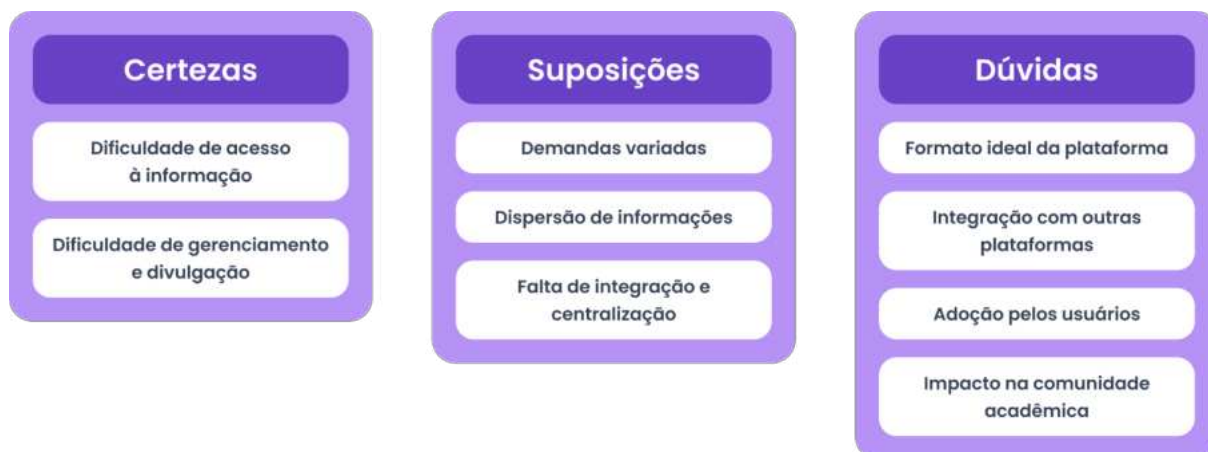 Certezas
Dificuldade de acesso
à informação
Dificuldade de gerenciamento
e divulgação
Suposições
Demandas variadas
Dispersão de informações
Falta de integração e
centralização
Dúvidas
Formato ideal da plataforma
Integração com outras
plataformas
Adoção pelos usuários
Impacto na comunidade
acadêmica